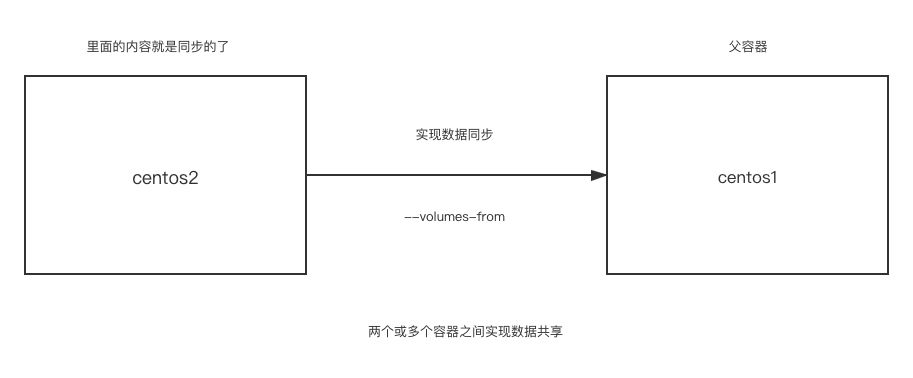 里面的内容就是同步的了
父容器
实现数据同步
centos2
centos1
--volumes-from
两个或多个容器之间实现数据共享